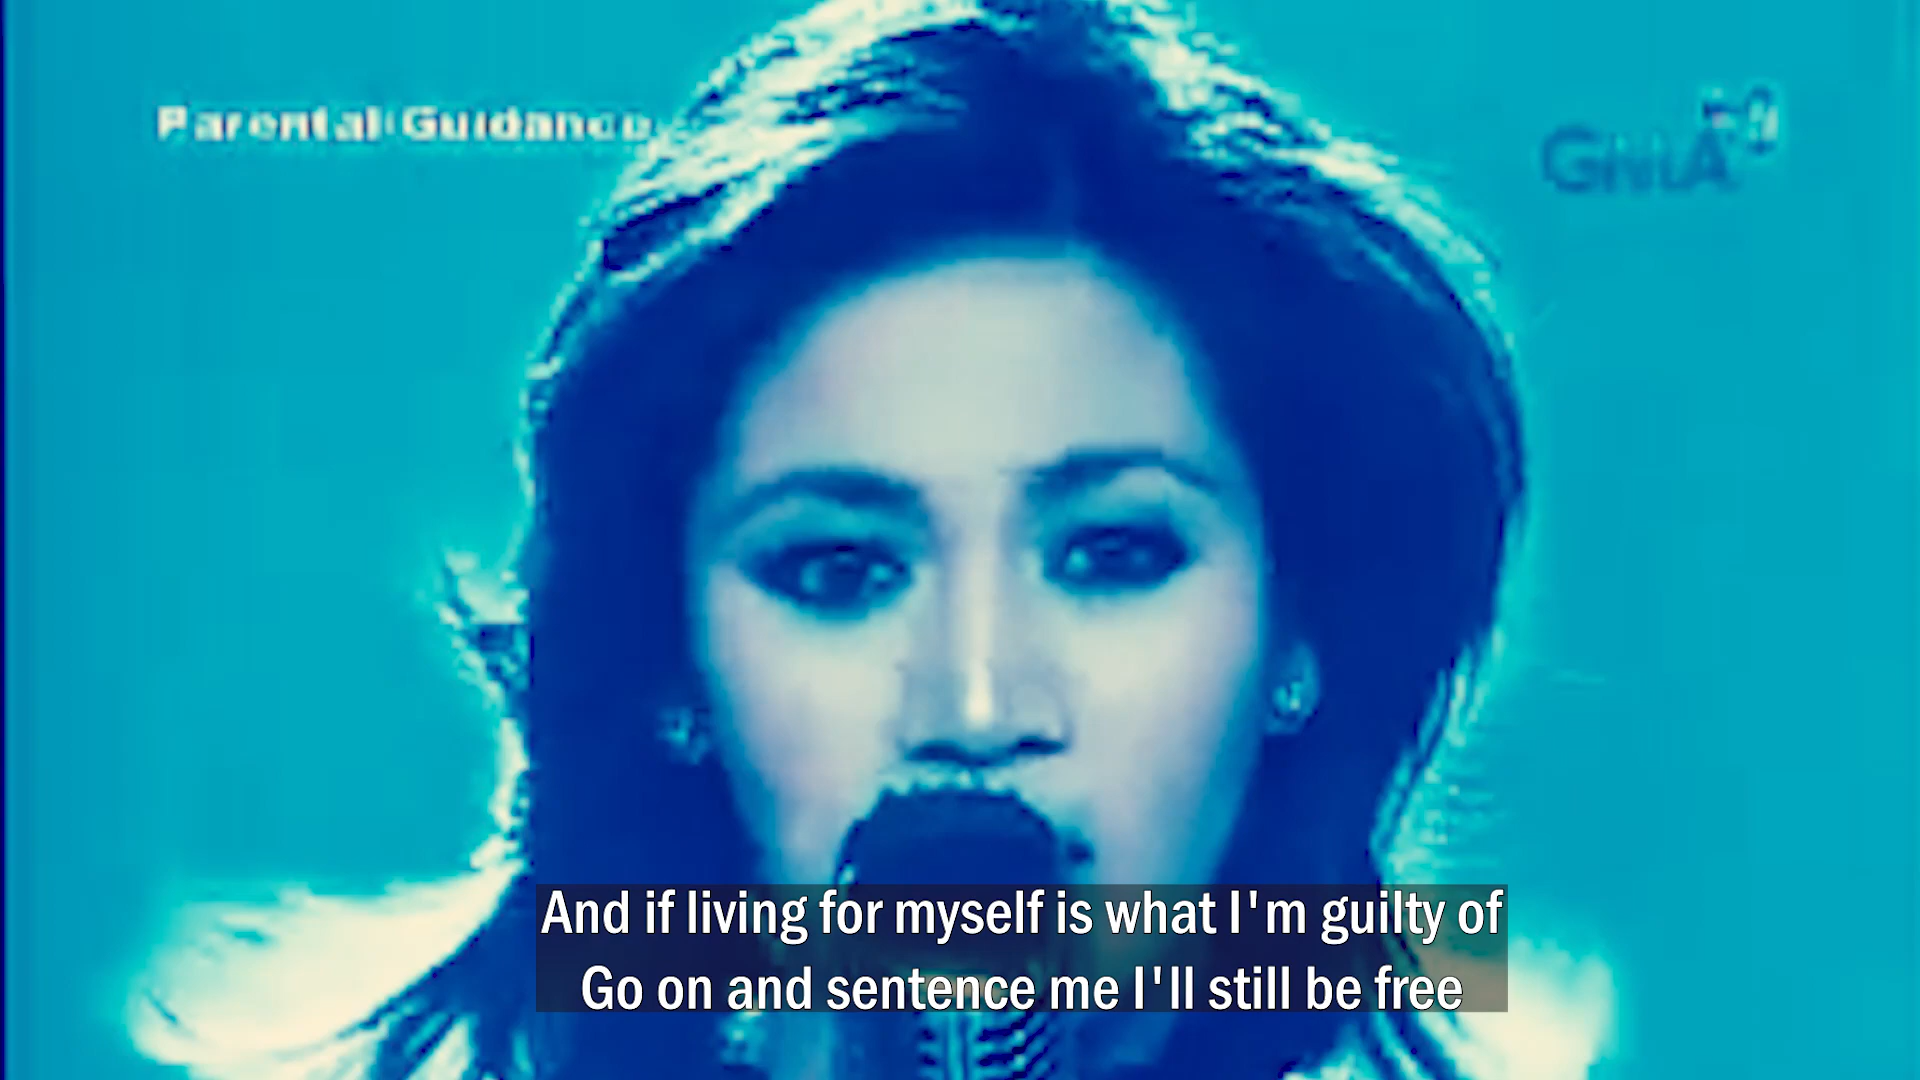 Parental Guidance
GMA
And if living for myself is what I'm guilty of
Go on and sentence me I'll still be free